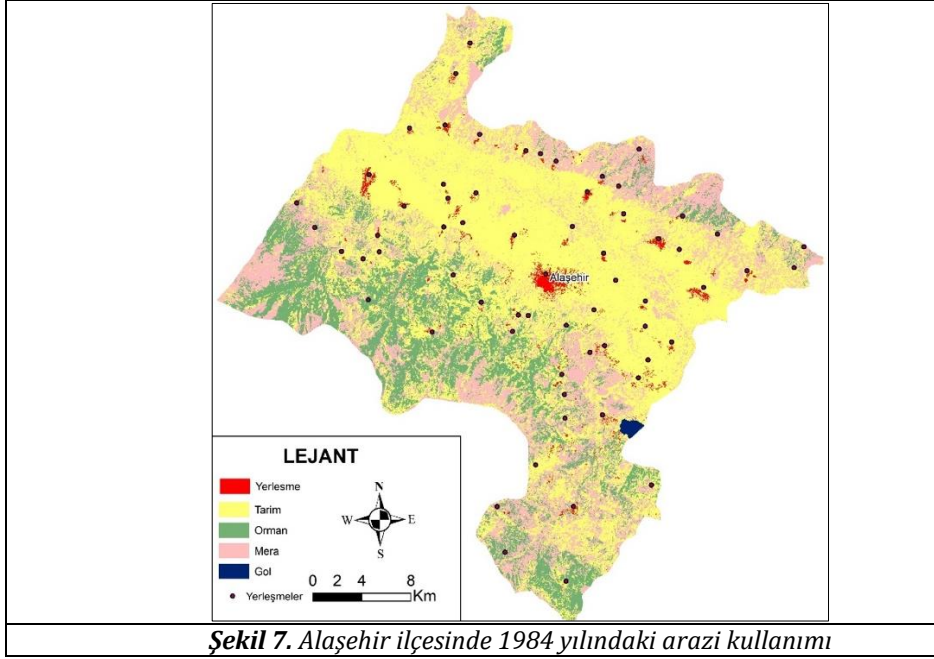 Alaşehir
LEJANT
Yerlesme
Tarim
Orman
Mera
Gol
Yerleşmeler
N
W E
S
0 2 4 8
Km
Şekil 7. Alaşehir ilçesinde 1984 yılındaki arazi kullanımı